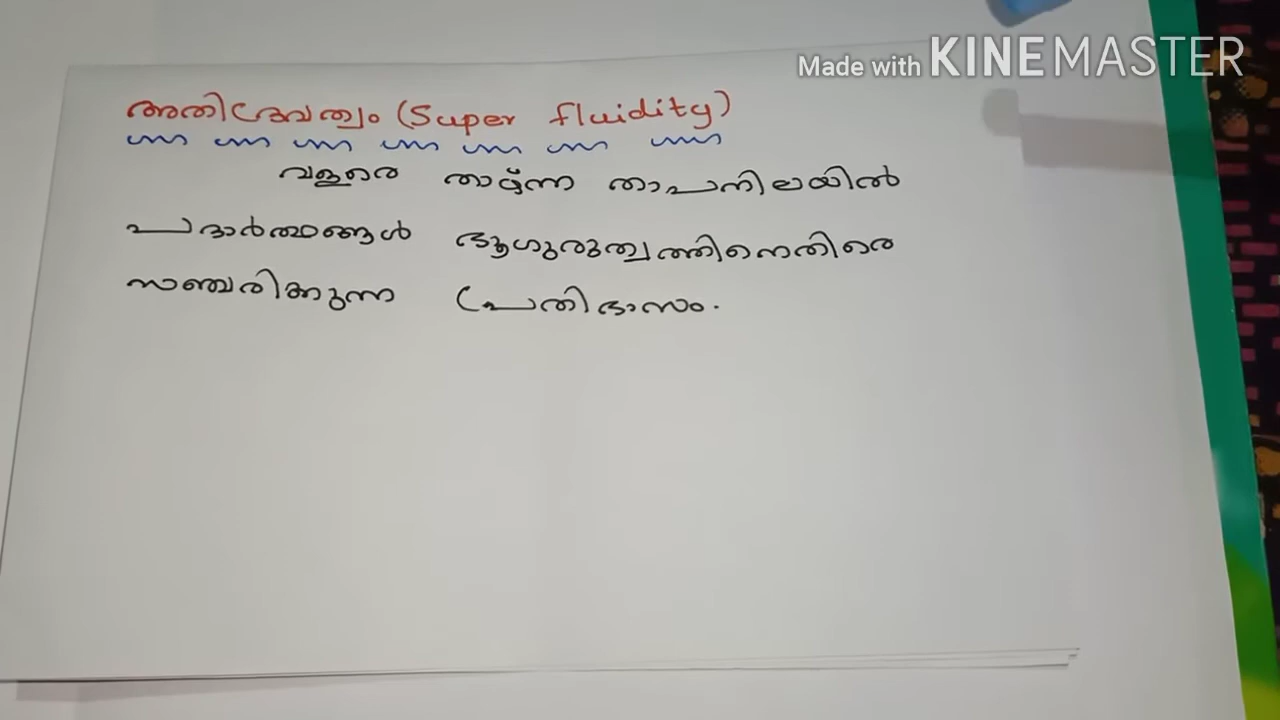 Made with KINEMASTER
അതിദ്രവത്വം (Super fluidity)
വളരെ താഴ്ന്ന താപനിലയിൽ
പദാർത്ഥങ്ങൾ ഭൂഗുരുത്വത്തിനെതിരെ
സഞ്ചരിക്കുന്ന പ്രതിഭാസം.